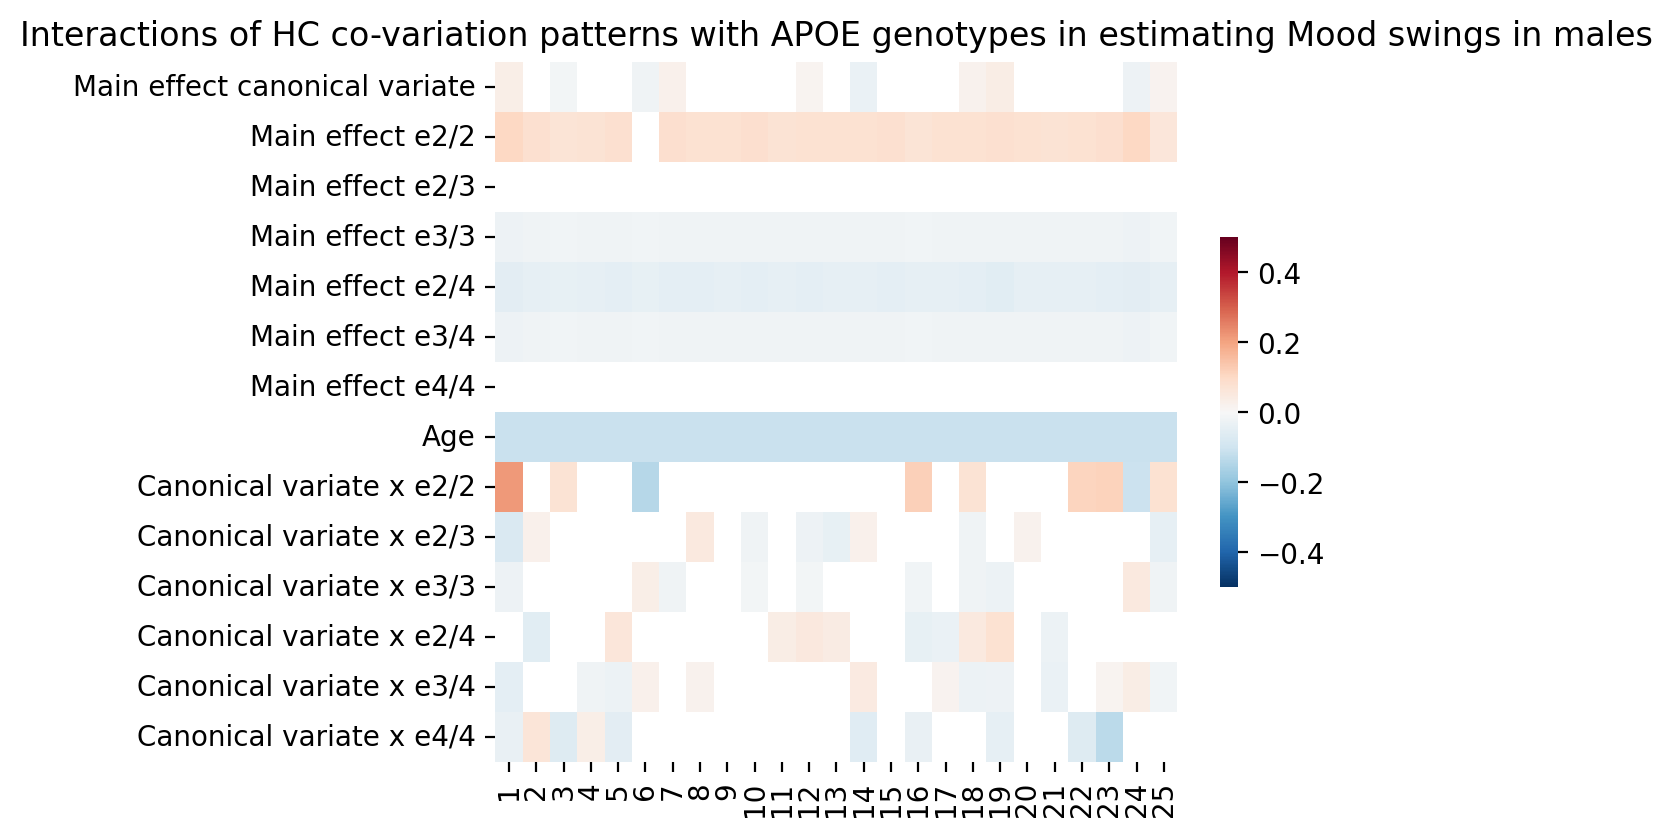 Interactions of HC co-variation patterns with APOE genotypes in estimating Mood swings in males
Main effect canonical variate
Main effect e2/2
Main effect e2/3
Main effect e3/3
Main effect e2/4
Main effect e3/4
Main effect e4/4
Age
Canonical variate x e2/2
Canonical variate x e2/3
Canonical variate x e3/3
Canonical variate x e2/4
Canonical variate x e3/4
Canonical variate x e4/4
1 2 3 4 5 6 7 8 9 10 11 12 13 14 15 16 17 18 19 20 21 22 23 24 25
0.4
0.2
0.0
−0.2
−0.4